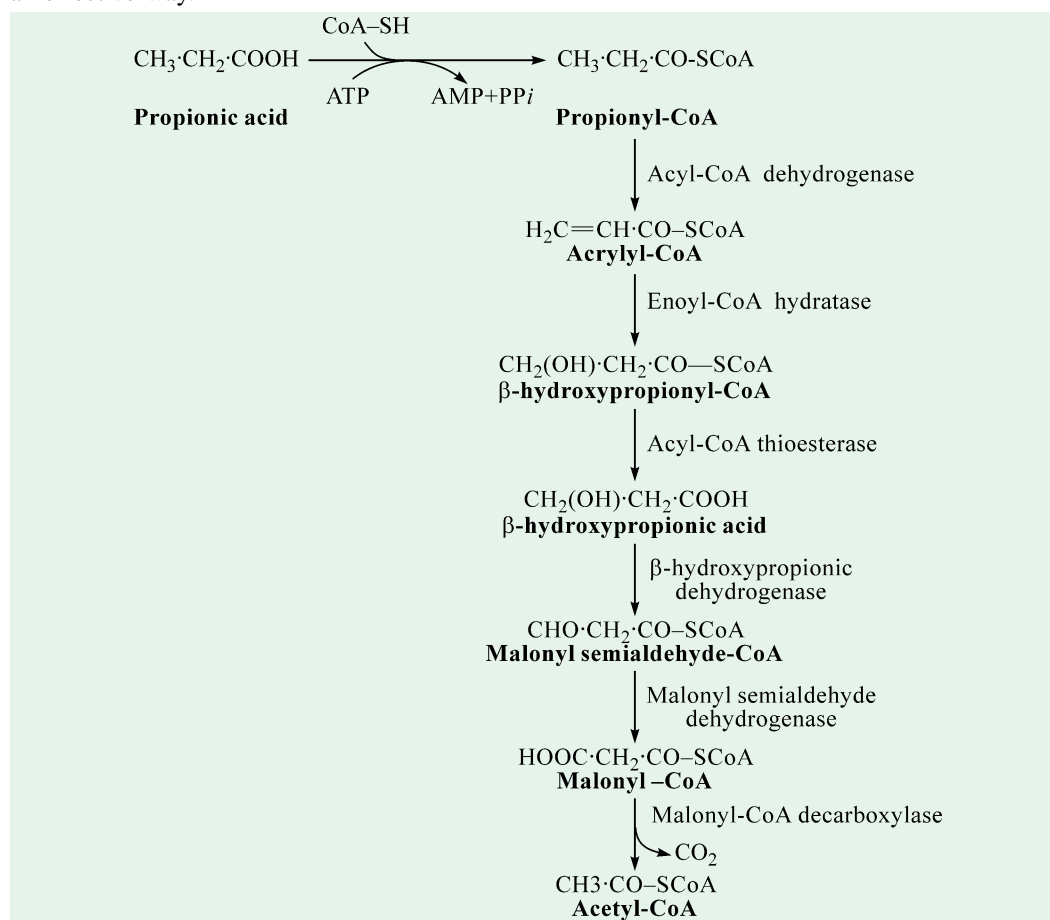 CoA–SH
CH₃·CH₂·COOH CH₃·CH₂·CO-SCoA
ATP AMP+PPi
Propionic acid Propionyl-CoA
Acyl-CoA dehydrogenase
H₂C=CH·CO–SCoA
Acrylyl-CoA
Enoyl-CoA hydratase
CH₂(OH)·CH₂·CO—SCoA
β-hydroxypropionyl-CoA
Acyl-CoA thioesterase
CH₂(OH)·CH₂·COOH
β-hydroxypropionic acid
β-hydroxypropionic
dehydrogenase
CHO·CH₂·CO–SCoA
Malonyl semialdehyde-CoA
Malonyl semialdehyde
dehydrogenase
HOOC·CH₂·CO–SCoA
Malonyl –CoA
Malonyl-CoA decarboxylase
CO₂
CH3·CO–SCoA
Acetyl-CoA